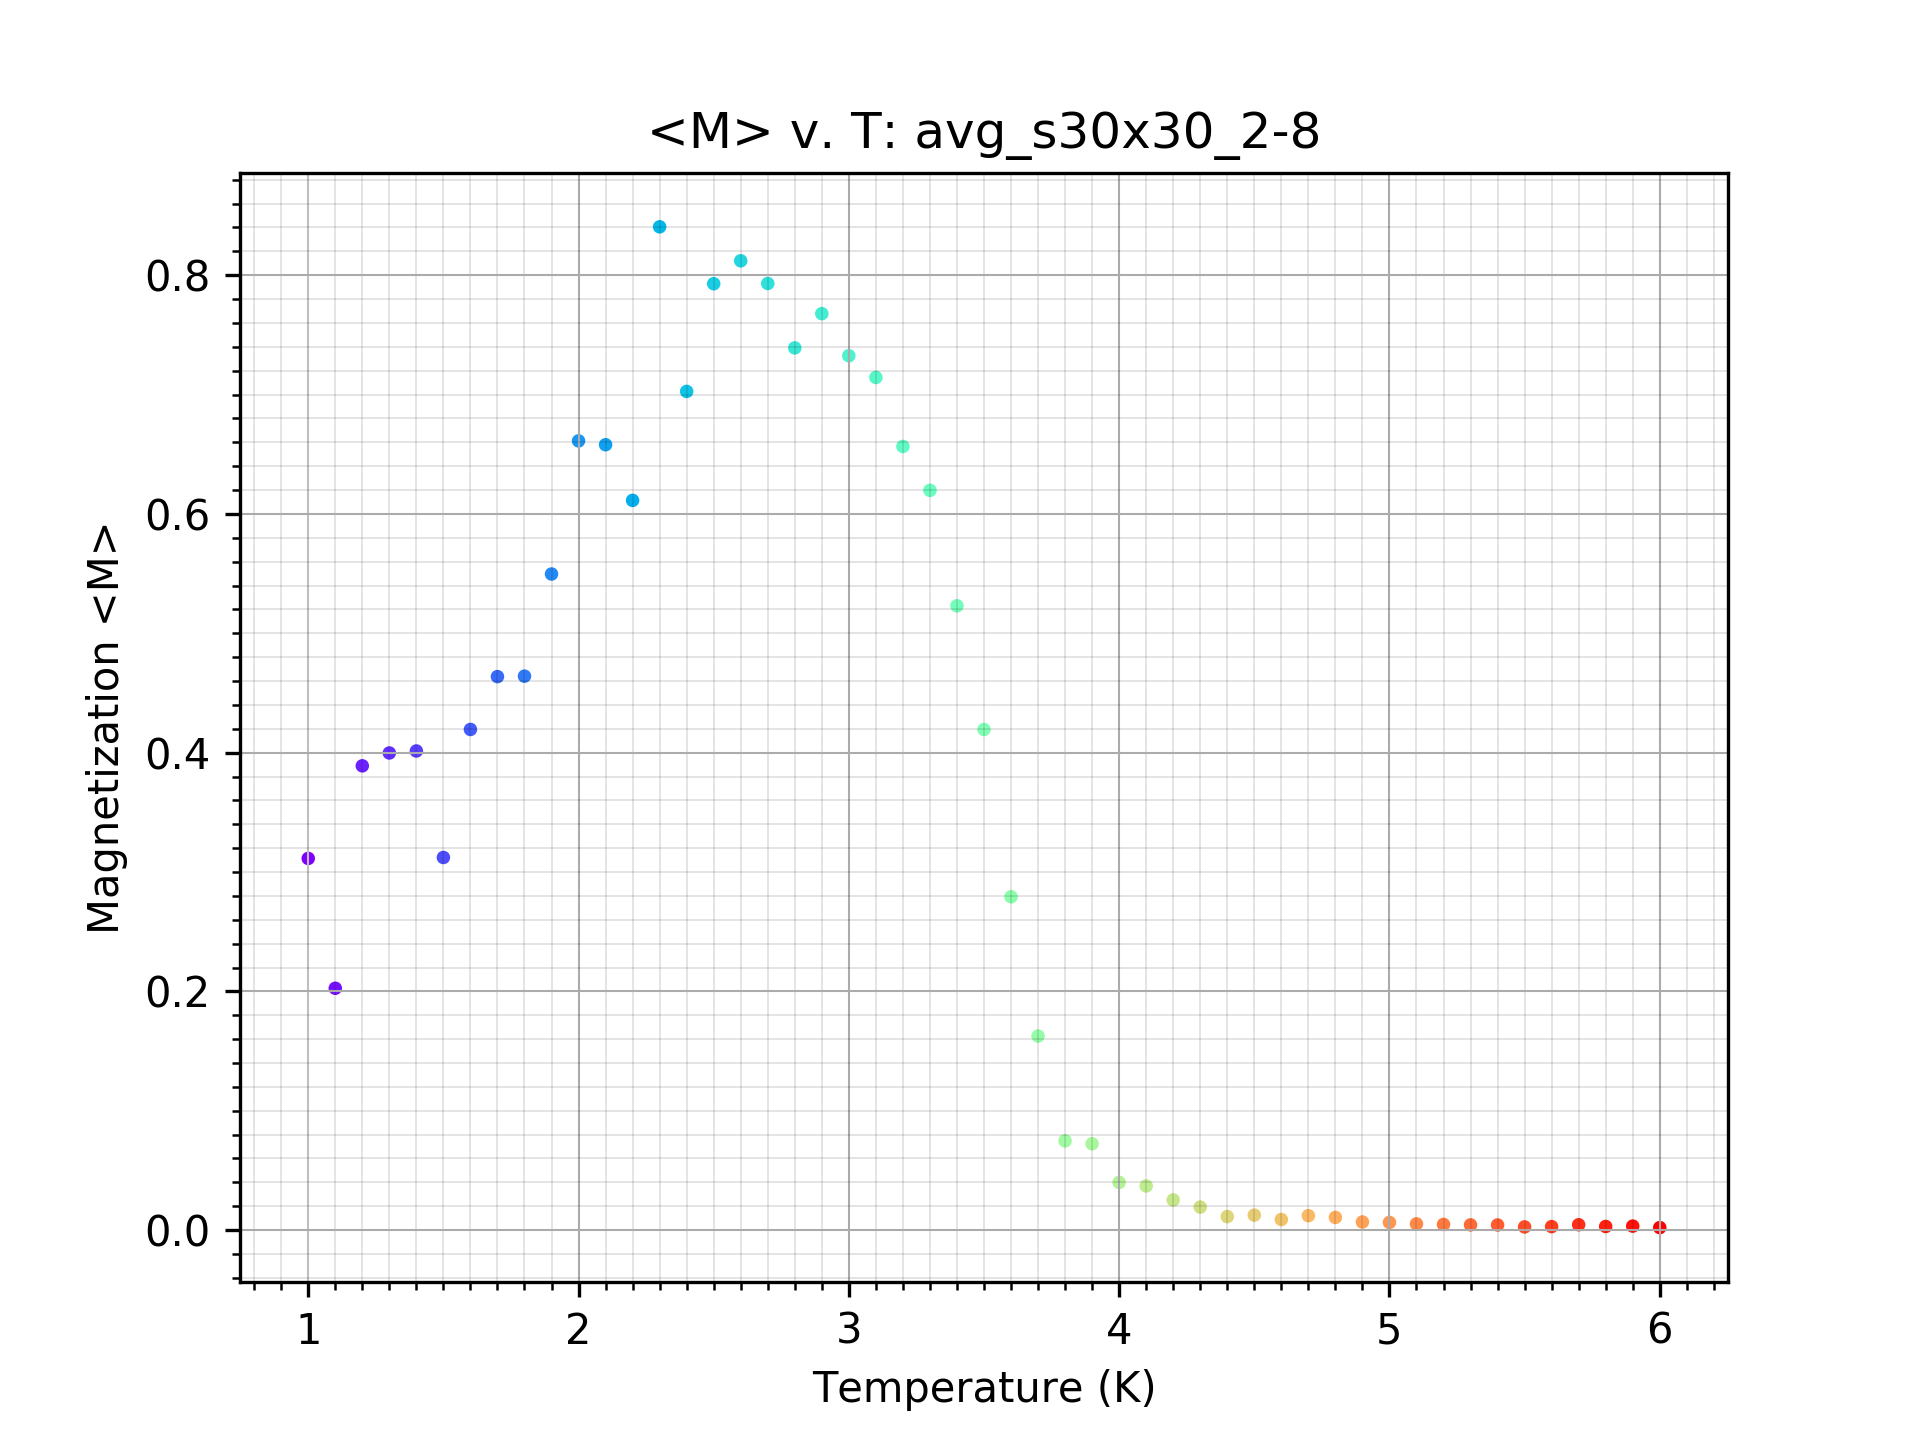 <M> v. T: avg_s30x30_2-8
Magnetization <M>
0.8
0.6
0.4
0.2
0.0
1 2 3 4 5 6
Temperature (K)